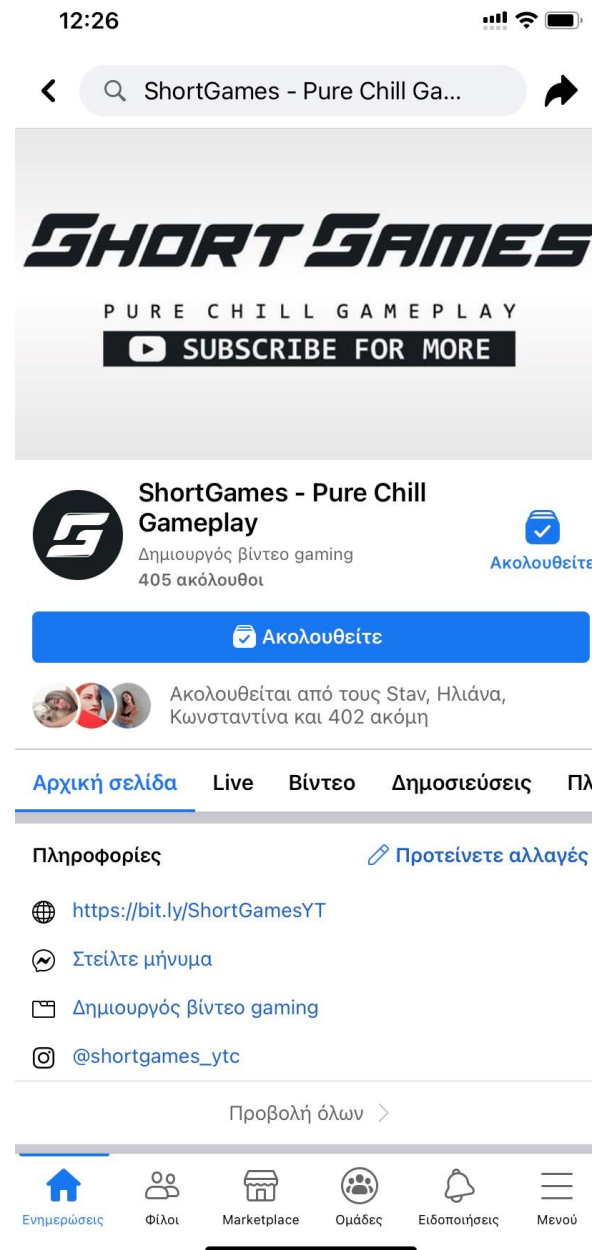 12:26
ShortGames - Pure Chill Ga...
SHORT GAMES
PURE CHILL GAMEPLAY
SUBSCRIBE FOR MORE
ShortGames - Pure Chill
Gameplay
Δημιουργός βίντεο gaming
405 ακόλουθοι
Ακολουθείτε
Ακολουθείτε
Ακολουθείται από τους Stav, Ηλιάνα,
Κωνσταντίνα και 402 ακόμη
Αρχική σελίδα Live Βίντεο Δημοσιεύσεις Πλ
Πληροφορίες Προτείνετε αλλαγές
https://bit.ly/ShortGamesYT
Στείλτε μήνυμα
Δημιουργός βίντεο gaming
@shortgames_ytc
Προβολή όλων
Ενημερώσεις Φίλοι Marketplace Ομάδες Ειδοποιήσεις Μενού